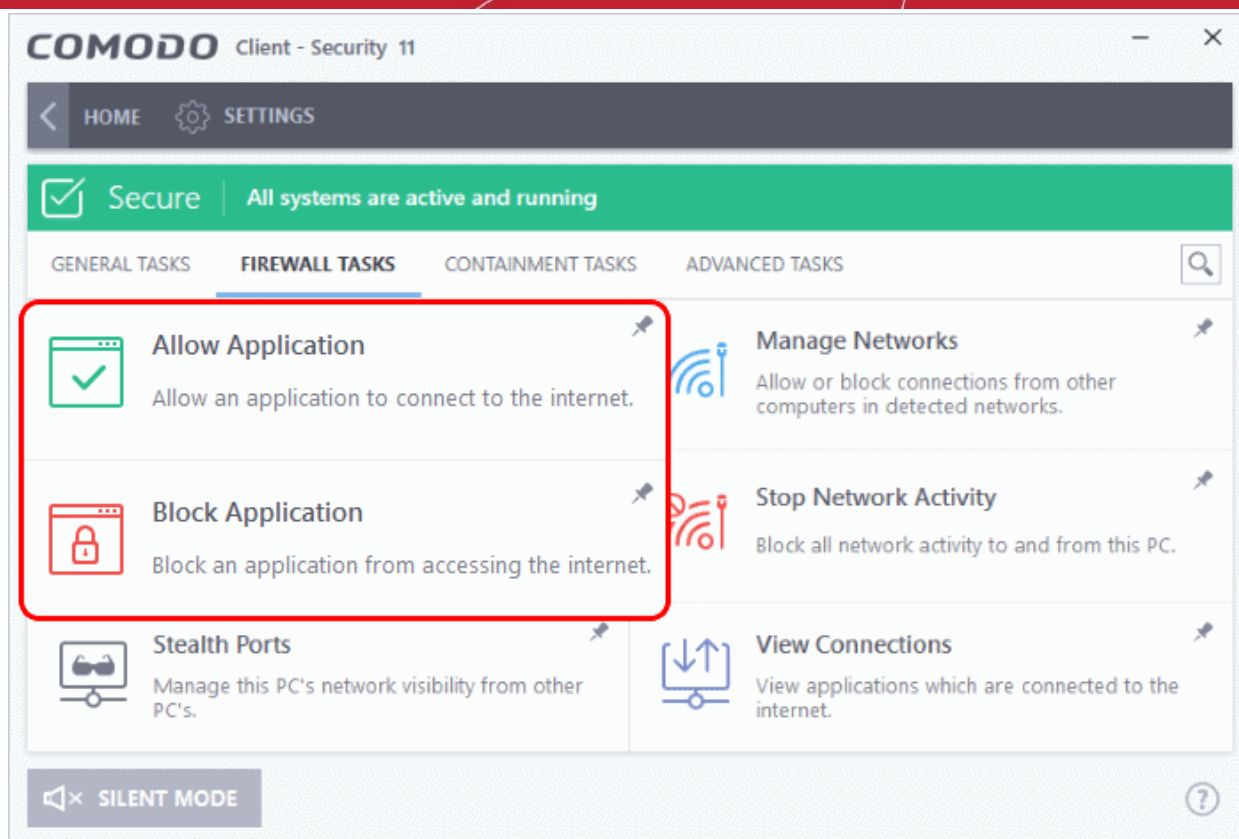 COMODO Client - Security 11
HOME SETTINGS
Secure All systems are active and running
GENERAL TASKS FIREWALL TASKS CONTAINMENT TASKS ADVANCED TASKS
Allow Application
Allow an application to connect to the internet.
Manage Networks
Allow or block connections from other
computers in detected networks.
Block Application
Block an application from accessing the internet.
Stop Network Activity
Block all network activity to and from this PC.
Stealth Ports
Manage this PC's network visibility from other
PC's.
View Connections
View applications which are connected to the
internet.
SILENT MODE
?